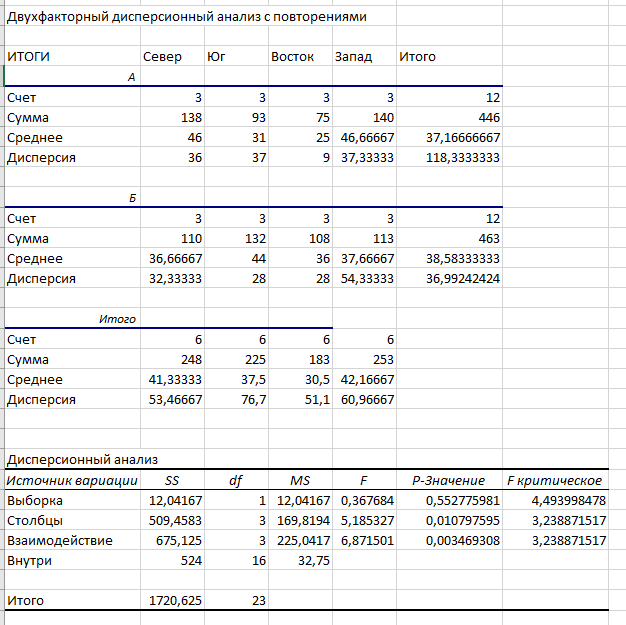 Двухфакторный дисперсионный анализ с повторениями
ИТОГИ Север Юг Восток Запад Итого
А
Счет 3 3 3 3 12
Сумма 138 93 75 140 446
Среднее 46 31 25 46,66667 37,16666667
Дисперсия 36 37 9 37,33333 118,3333333
Б
Счет 3 3 3 3 12
Сумма 110 132 108 113 463
Среднее 36,66667 44 36 37,66667 38,58333333
Дисперсия 32,33333 28 28 54,33333 36,99242424
Итого
Счет 6 6 6 6
Сумма 248 225 183 253
Среднее 41,33333 37,5 30,5 42,16667
Дисперсия 53,46667 76,7 51,1 60,96667
Дисперсионный анализ
Источник вариации SS df MS F P-Значение F критическое
Выборка 12,04167 1 12,04167 0,367684 0,552775981 4,493998478
Столбцы 509,4583 3 169,8194 5,185327 0,010797595 3,238871517
Взаимодействие 675,125 3 225,0417 6,871501 0,003469308 3,238871517
Внутри 524 16 32,75
Итого 1720,625 23